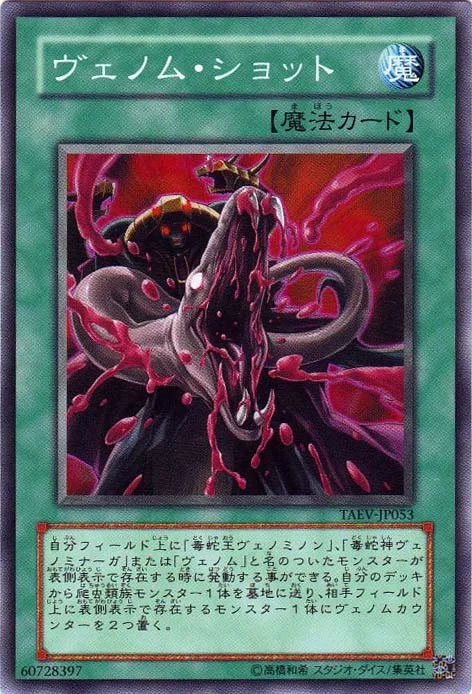 ヴェノム・ショット
魔
【魔法カード】
TAEV-JP053
自分フィールド上に「毒蛇王ヴェノミノン」、「毒蛇神ヴェ
ノミナーガ」または「ヴェノム」と名のついたモンスターが
表側表示で存在する時に発動する事ができる。自分のデッキ
から爬虫類族モンスター1体を墓地に送り、相手フィールド
上に表側表示で存在するモンスター1体にヴェノムカウ
ンターを2つ置く。
60728397
©高橋和希 スタジオ・ダイス/集英社